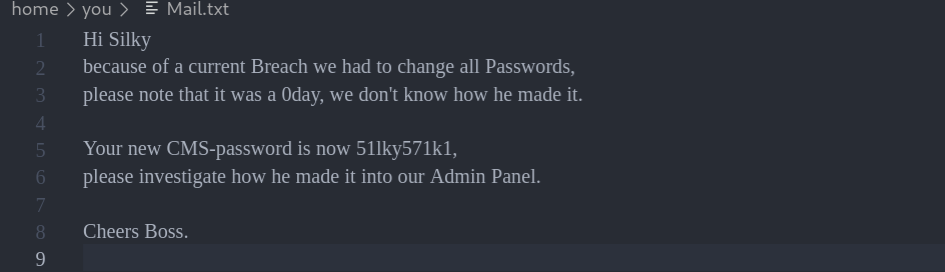 home > you > Mail.txt
1 Hi Silky
2 because of a current Breach we had to change all Passwords,
3 please note that it was a 0day, we don't know how he made it.
4
5 Your new CMS-password is now 51lky571k1,
6 please investigate how he made it into our Admin Panel.
7
8 Cheers Boss.
9